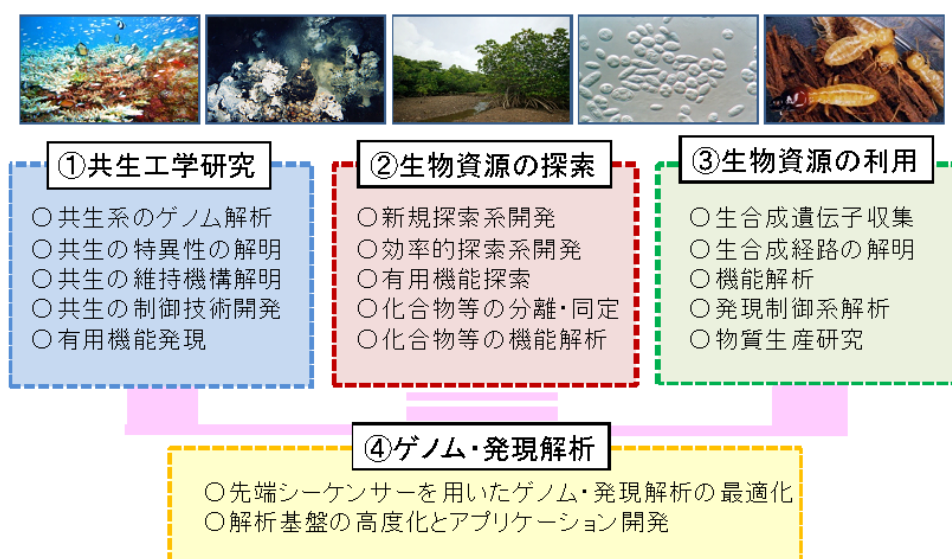 ①共生工学研究
○共生系のゲノム解析
○共生の特異性の解明
○共生の維持機構解明
○共生の制御技術開発
○有用機能発現
②生物資源の探索
○新規探索系開発
○効率的探索系開発
○有用機能探索
○化合物等の分離・同定
○化合物等の機能解析
③生物資源の利用
○生合成遺伝子収集
○生合成経路の解明
○機能解析
○発現制御系解析
○物質生産研究
④ゲノム・発現解析
○先端シーケンサーを用いたゲノム・発現解析の最適化
○解析基盤の高度化とアプリケーション開発